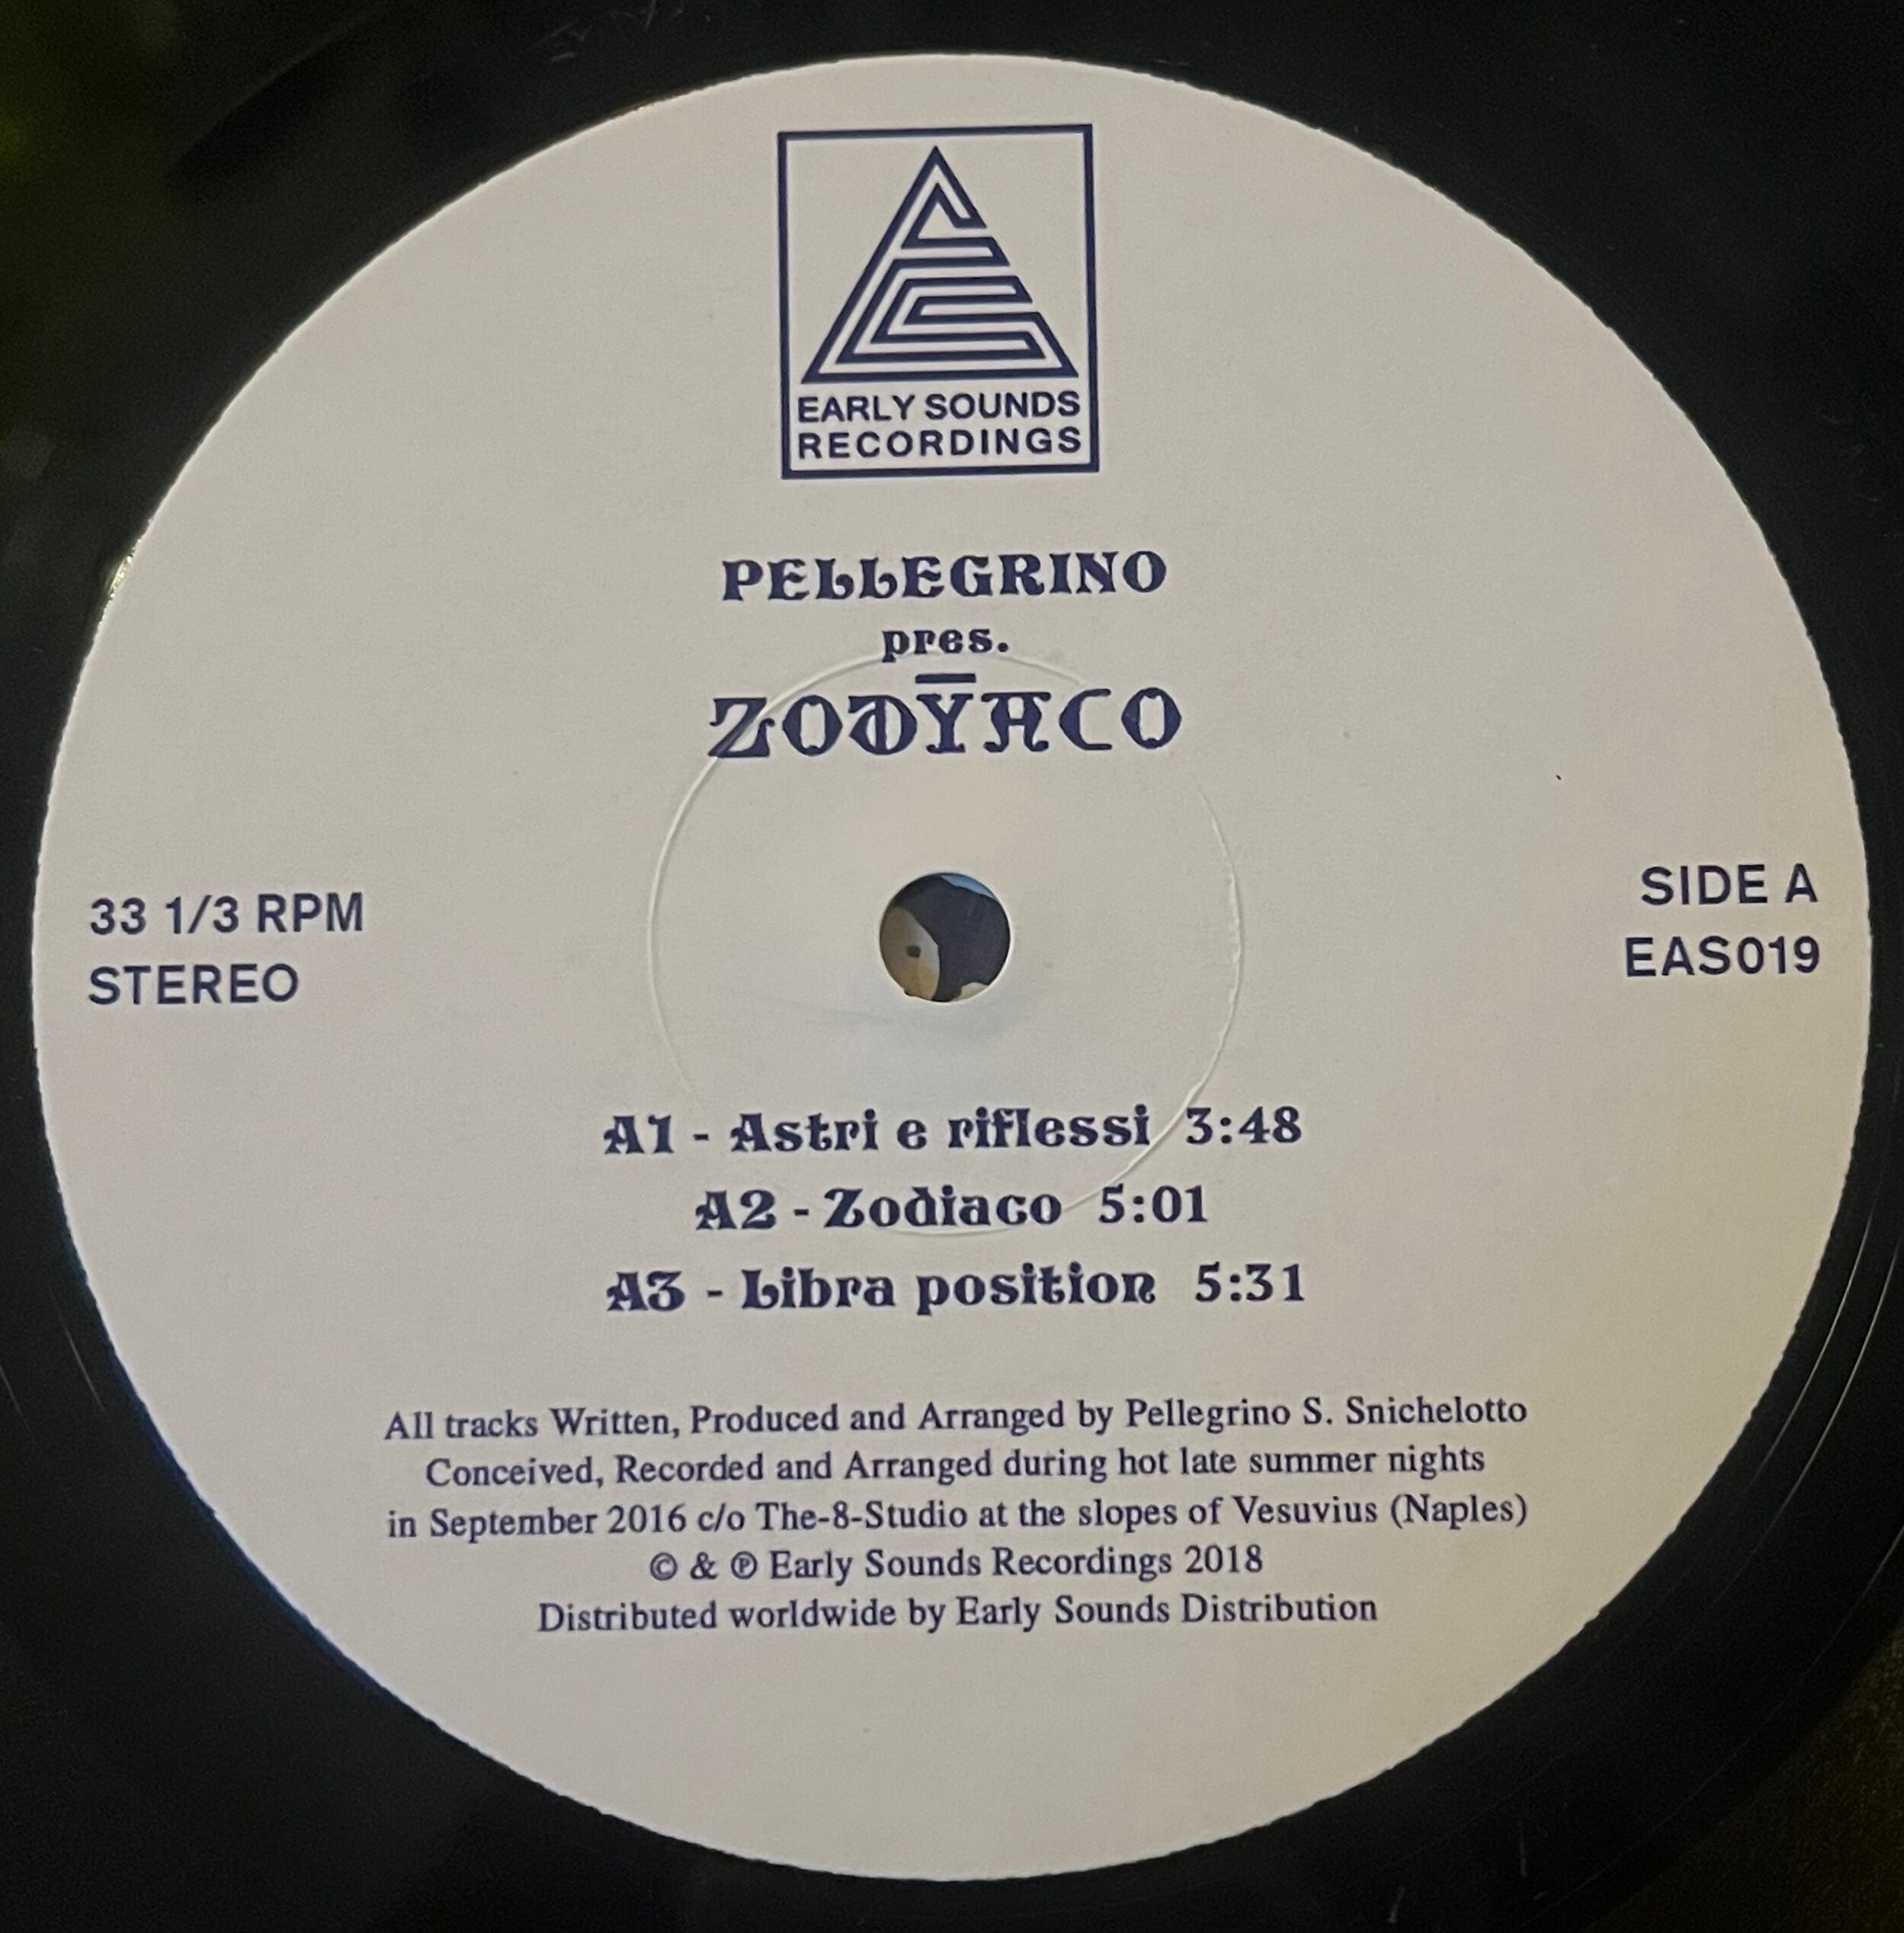 EARLY SOUNDS
RECORDINGS
PELLEGRINO
pres.
ZODYACO
33 1/3 RPM
STEREO
SIDE A
EAS019
A1 - Astri e riflessi 3:48
A2 - Zodiaco 5:01
A3 - Libra position 5:31
All tracks Written, Produced and Arranged by Pellegrino S. Snichelotto
Conceived, Recorded and Arranged during hot late summer nights
in September 2016 c/o The-8-Studio at the slopes of Vesuvius (Naples)
© & ℗ Early Sounds Recordings 2018
Distributed worldwide by Early Sounds Distribution